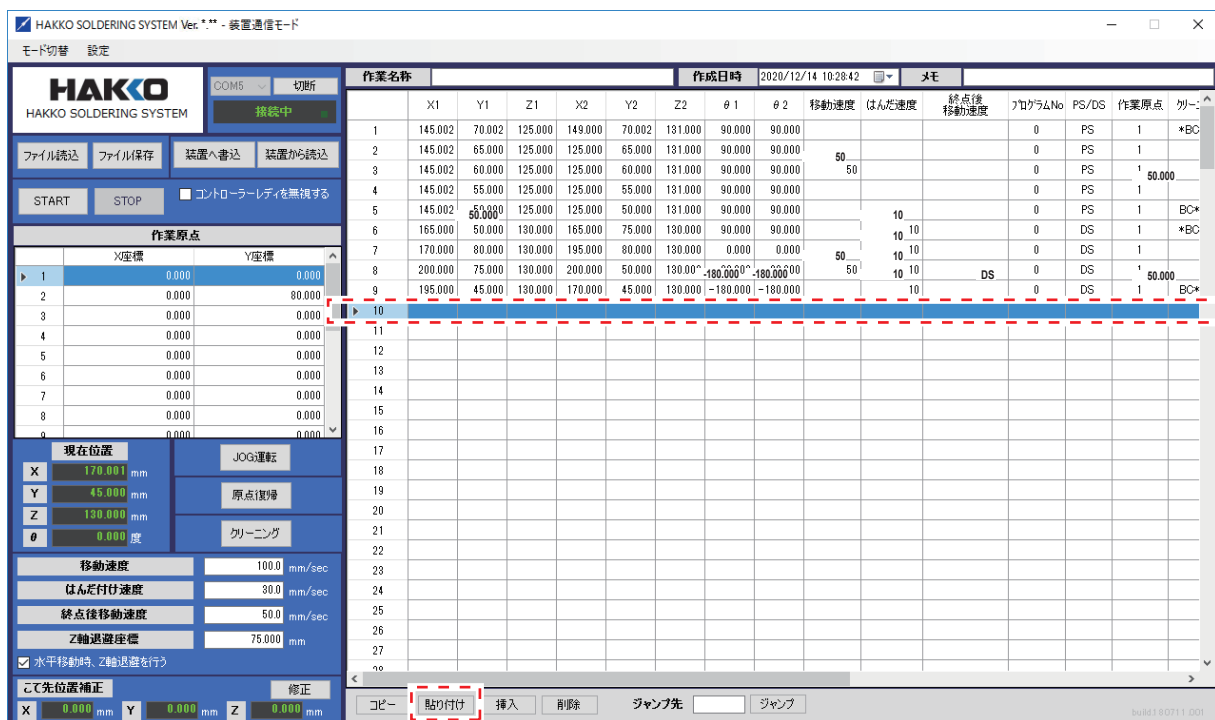 HAKKO SOLDERING SYSTEM Ver. *.** - 装置通信モード
モード切替 設定
HAKKO
HAKKO SOLDERING SYSTEM
COM5 切断
接続中
ファイル読込 ファイル保存 装置へ書込 装置から読込
START STOP コントローラーレディを無視する
作業原点
X座標 Y座標
1 0.000 0.000
2 0.000 80.000
3 0.000 0.000
4 0.000 0.000
5 0.000 0.000
6 0.000 0.000
7 0.000 0.000
8 0.000 0.000
9 0.000 0.000
現在位置
X 170.001 mm
Y 45.000 mm
Z 130.000 mm
θ 0.000 度
JOG運転
原点復帰
クリーニング
移動速度 100.0 mm/sec
はんだ付け速度 30.0 mm/sec
終点後移動速度 50.0 mm/sec
Z軸退避座標 75.000 mm
水平移動時、Z軸退避を行う
こて先位置補正 修正
X 0.000 mm Y 0.000 mm Z 0.000 mm
作業名称 作成日時 2020/12/14 10:28:42 メモ
X1 Y1 Z1 X2 Y2 Z2 θ1 θ2 移動速度 はんだ速度 終点後移動速度 プログラムNo PS/DS 作業原点 クリーニ
1 145.002 70.002 125.000 149.000 70.002 131.000 90.000 90.000 0 PS 1 *BC
2 145.002 65.000 125.000 125.000 65.000 131.000 90.000 90.000 50 0 PS 1
3 145.002 60.000 125.000 125.000 60.000 131.000 90.000 90.000 50 0 PS 1 50.000
4 145.002 55.000 125.000 125.000 55.000 131.000 90.000 90.000 0 PS 1
5 145.002 50.000 125.000 125.000 50.000 131.000 90.000 90.000 10 0 PS 1 BC*
6 165.000 50.000 130.000 165.000 75.000 130.000 90.000 90.000 10 10 0 DS 1 *BC
7 170.000 80.000 130.000 195.000 80.000 130.000 0.000 0.000 50 10 10 0 DS 1
8 200.000 75.000 130.000 200.000 50.000 -180.000 -180.000 50 10 10 DS 0 DS 1 50.000
9 195.000 45.000 130.000 170.000 45.000 130.000 -180.000 -180.000 10 0 DS 1 BC*
10
11
12
13
14
15
16
17
18
19
20
21
22
23
24
25
26
27
コピー 貼り付け 挿入 削除 ジャンプ先 ジャンプ